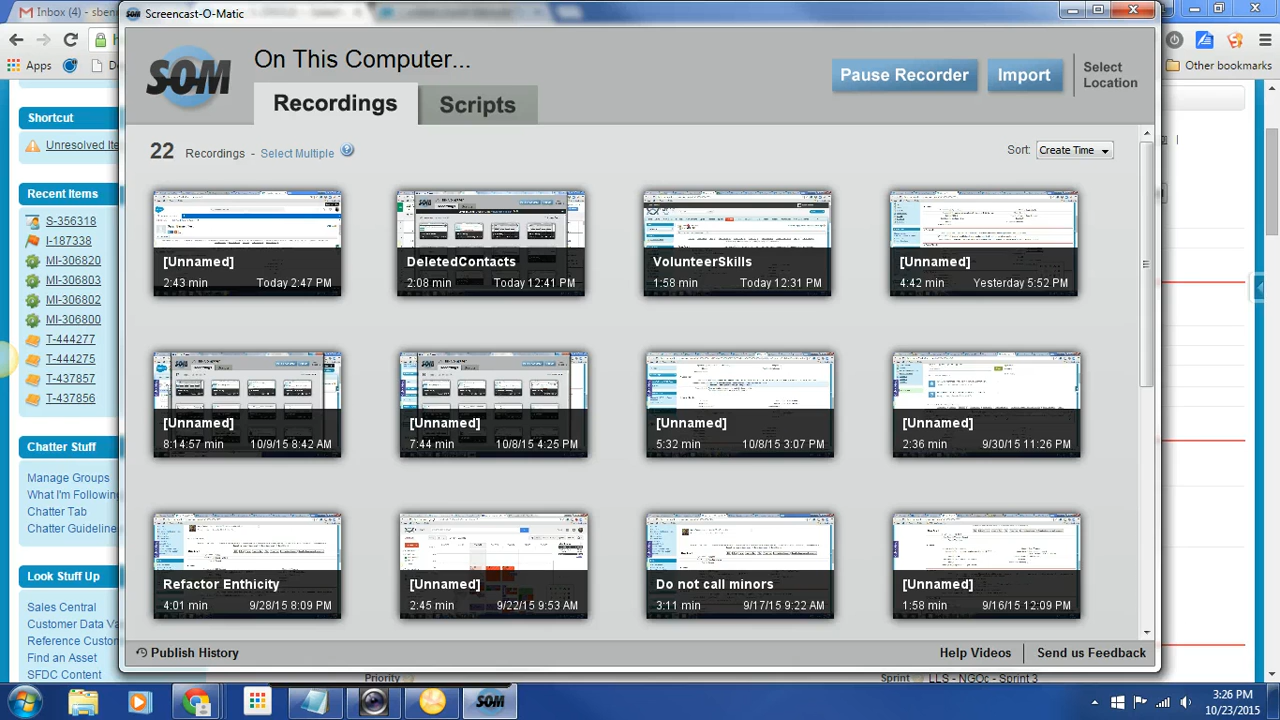 Inbox (4) - sben
Screencast-O-Matic
Apps
Other bookmarks
SOM
On This Computer...
Pause Recorder
Import
Select
Location
Recordings
Scripts
22 Recordings - Select Multiple
Sort: Create Time
[Unnamed]
2:43 min Today 2:47 PM
DeletedContacts
2:08 min Today 12:41 PM
VolunteerSkills
1:58 min Today 12:31 PM
[Unnamed]
4:42 min Yesterday 5:52 PM
[Unnamed]
8:14:57 min 10/9/15 8:42 AM
[Unnamed]
7:44 min 10/8/15 4:25 PM
[Unnamed]
5:32 min 10/8/15 3:07 PM
[Unnamed]
2:36 min 9/30/15 11:26 PM
Refactor Enthicity
4:01 min 9/28/15 8:09 PM
[Unnamed]
2:45 min 9/22/15 9:53 AM
Do not call minors
3:11 min 9/17/15 9:22 AM
[Unnamed]
1:58 min 9/16/15 12:09 PM
Publish History
Help Videos
Send us Feedback
Shortcut
Unresolved Ite
Recent Items
S-356318
I-187338
MI-306820
MI-306803
MI-306802
MI-306800
T-444277
T-444275
T-437857
T-437856
Chatter Stuff
Manage Groups
What I'm Following
Chatter Tab
Chatter Guideline
Look Stuff Up
Sales Central
Customer Data Va
Reference Custom
Find an Asset
SFDC Content
Priority
Sprint
LLS - NGOc - Sprint 3
SOM
3:26 PM
10/23/2015